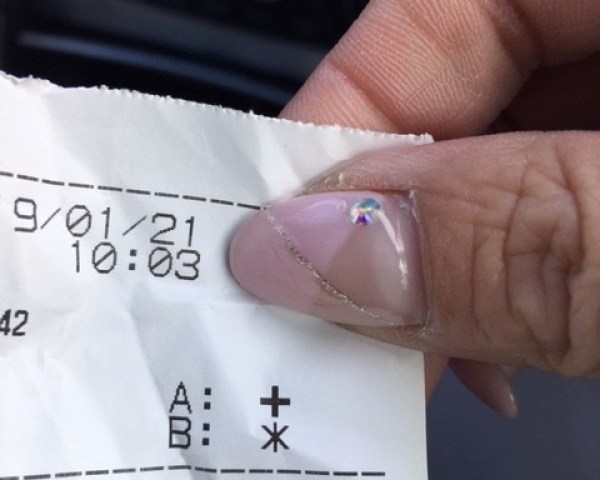 9/01/21
10:03
42
A: +
B: *